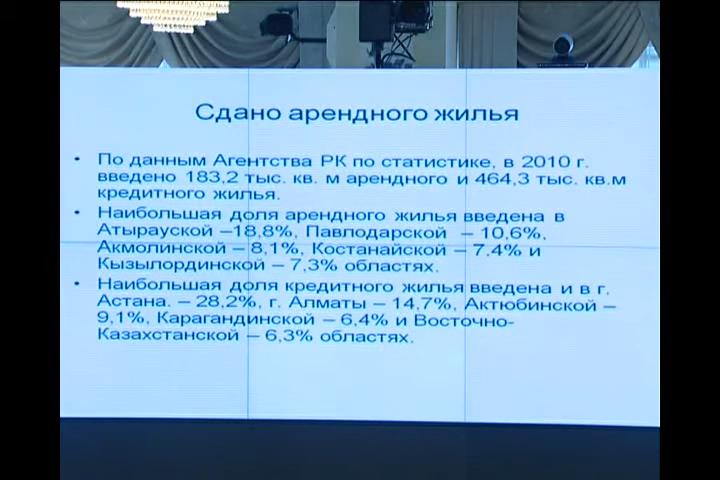 Сдано арендного жилья
• По данным Агентства РК по статистике, в 2010 г.
введено 183,2 тыс. кв. м арендного и 464,3 тыс. кв.м
кредитного жилья.
• Наибольшая доля арендного жилья введена в
Атырауской –18,8%, Павлодарской – 10,6%,
Акмолинской – 8,1%, Костанайской – 7.4% и
Кызылординской – 7,3% областях.
• Наибольшая доля кредитного жилья введена и в г.
Астана. – 28,2%, г. Алматы – 14,7%, Актюбинской –
9,1%, Карагандинской – 6,4% и Восточно-
Казахстанской – 6,3% областях.